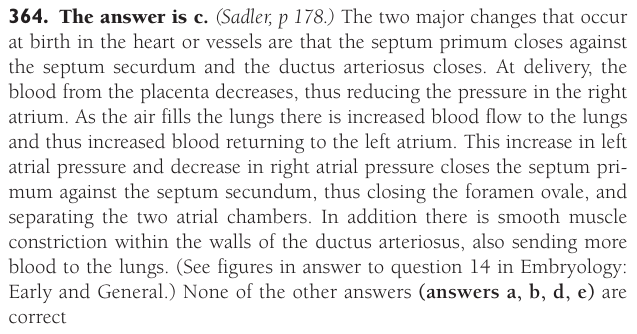 364. The answer is c. (Sadler, p 178.) The two major changes that occur
at birth in the heart or vessels are that the septum primum closes against
the septum securdum and the ductus arteriosus closes. At delivery, the
blood from the placenta decreases, thus reducing the pressure in the right
atrium. As the air fills the lungs there is increased blood flow to the lungs
and thus increased blood returning to the left atrium. This increase in left
atrial pressure and decrease in right atrial pressure closes the septum pri-
mum against the septum secundum, thus closing the foramen ovale, and
separating the two atrial chambers. In addition there is smooth muscle
constriction within the walls of the ductus arteriosus, also sending more
blood to the lungs. (See figures in answer to question 14 in Embryology:
Early and General.) None of the other answers (answers a, b, d, e) are
correct